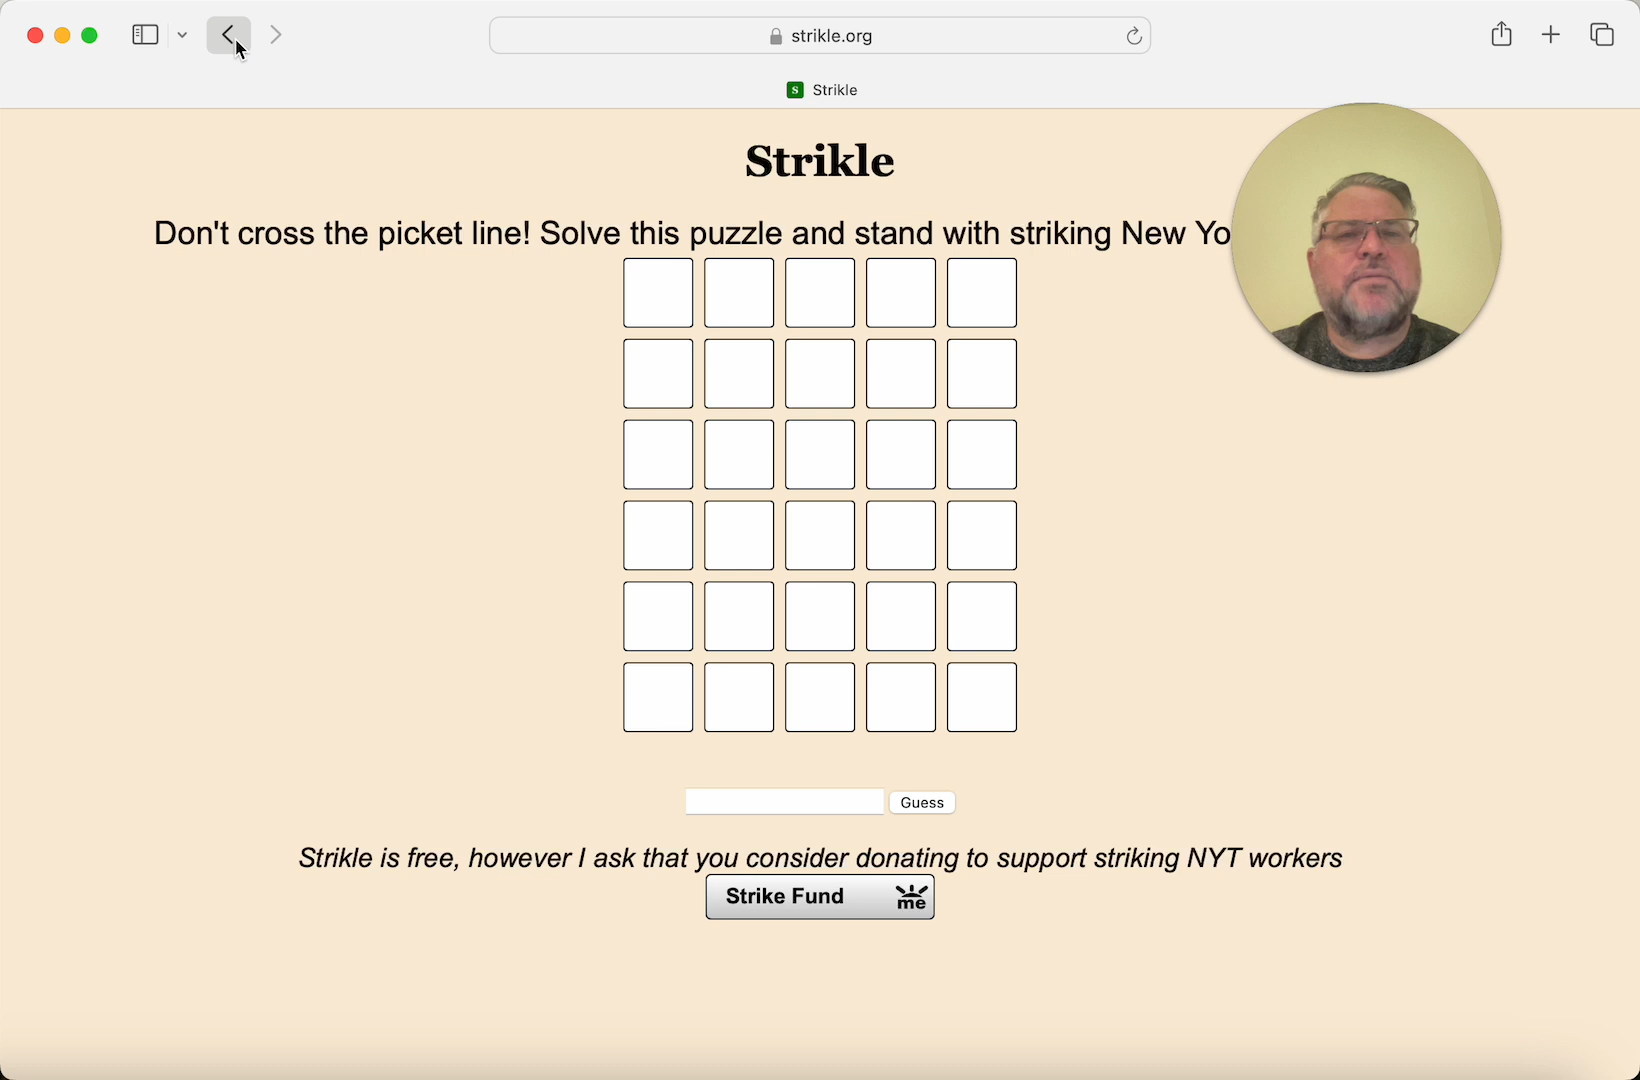 strikle.org
S Strikle
Strikle
Don't cross the picket line! Solve this puzzle and stand with striking New Yo
Guess
Strikle is free, however I ask that you consider donating to support striking NYT workers
Strike Fund me